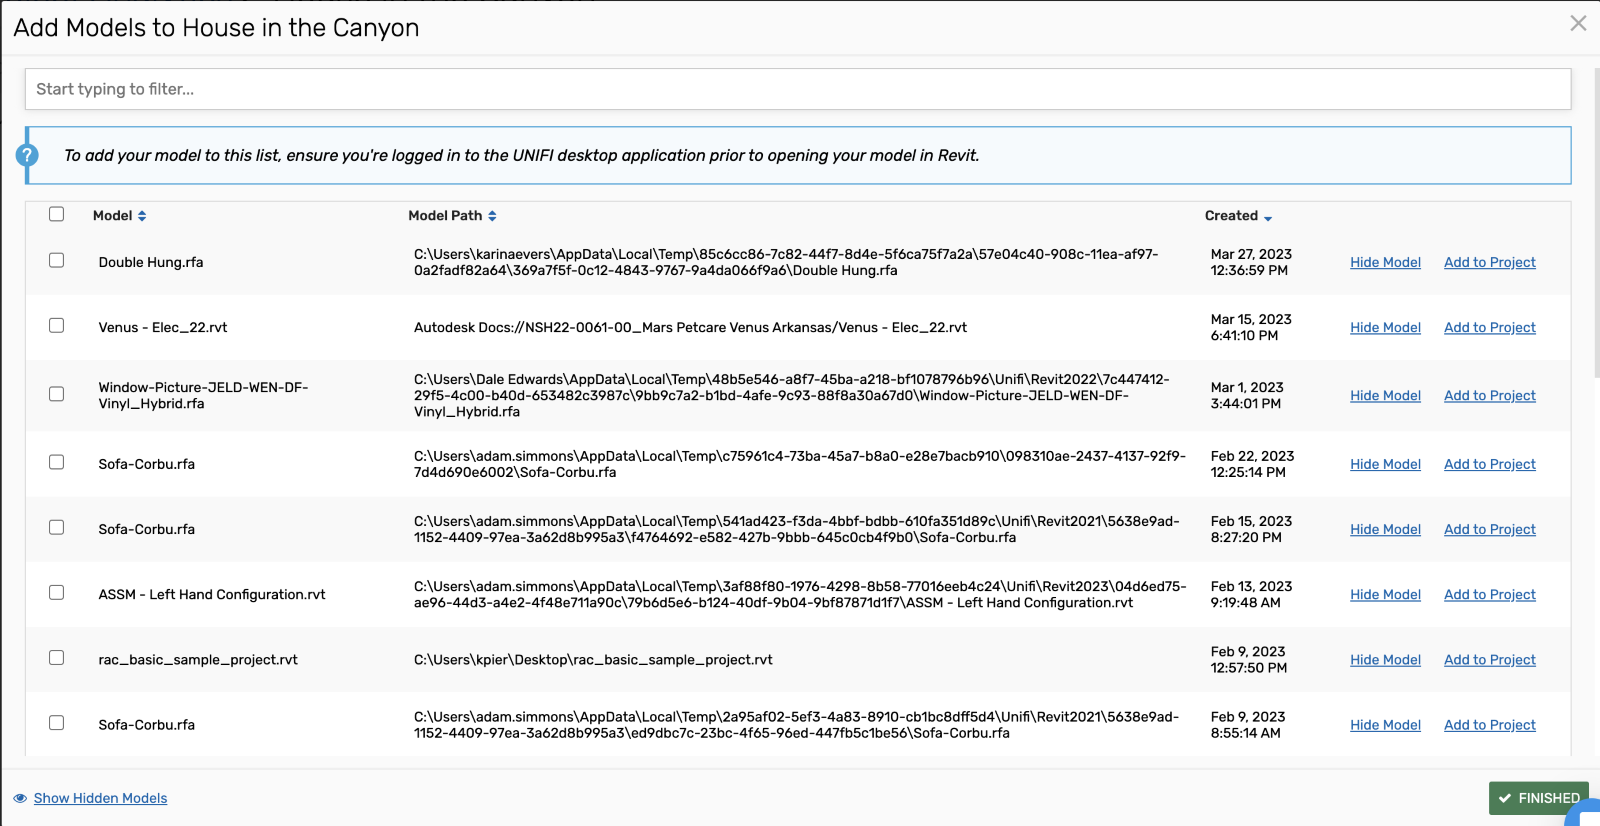 Add Models to House in the Canyon
Start typing to filter...
To add your model to this list, ensure you're logged in to the UNIFI desktop application prior to opening your model in Revit.
Model Model Path Created
Double Hung.rfa
C:\Users\karinaevers\AppData\Local\Temp\85c6cc86-7c82-44f7-8d4e-5f6ca75f7a2a\57e04c40-908c-11ea-af97-
0a2fadf82a64\369a7f5f-0c12-4843-9767-9a4da066f9a6\Double Hung.rfa
Mar 27, 2023
12:36:59 PM
Hide Model Add to Project
Venus - Elec_22.rvt
Autodesk Docs://NSH22-0061-00_Mars Petcare Venus Arkansas/Venus - Elec_22.rvt
Mar 15, 2023
6:41:10 PM
Hide Model Add to Project
Window-Picture-JELD-WEN-DF-
Vinyl_Hybrid.rfa
C:\Users\Dale Edwards\AppData\Local\Temp\48b5e546-a8f7-45ba-a218-bf1078796b96\Unifi\Revit2022\7c447412-
29f5-4c00-b40d-653482c3987c\9bb9c7a2-b1bd-4afe-9c93-88f8a30a67d0\Window-Picture-JELD-WEN-DF-
Vinyl_Hybrid.rfa
Mar 1, 2023
3:44:01 PM
Hide Model Add to Project
Sofa-Corbu.rfa
C:\Users\adam.simmons\AppData\Local\Temp\c75961c4-73ba-45a7-b8a0-e28e7bacb910\098310ae-2437-4137-92f9-
7d4d690e6002\Sofa-Corbu.rfa
Feb 22, 2023
12:25:14 PM
Hide Model Add to Project
Sofa-Corbu.rfa
C:\Users\adam.simmons\AppData\Local\Temp\541ad423-f3da-4bbf-bdbb-610fa351d89c\Unifi\Revit2021\5638e9ad-
1152-4409-97ea-3a62d8b995a3\f4764692-e582-427b-9bbb-645c0cb4f9b0\Sofa-Corbu.rfa
Feb 15, 2023
8:27:20 PM
Hide Model Add to Project
ASSM - Left Hand Configuration.rvt
C:\Users\adam.simmons\AppData\Local\Temp\3af88f80-1976-4298-8b58-77016eeb4c24\Unifi\Revit2023\04d6ed75-
ae96-44d3-a4e2-4f48e711a90c\79b6d5e6-b124-40df-9b04-9bf87871d1f7\ASSM - Left Hand Configuration.rvt
Feb 13, 2023
9:19:48 AM
Hide Model Add to Project
rac_basic_sample_project.rvt
C:\Users\kpier\Desktop\rac_basic_sample_project.rvt
Feb 9, 2023
12:57:50 PM
Hide Model Add to Project
Sofa-Corbu.rfa
C:\Users\adam.simmons\AppData\Local\Temp\2a95af02-5ef3-4a83-8910-cb1bc8dff5d4\Unifi\Revit2021\5638e9ad-
1152-4409-97ea-3a62d8b995a3\ed9dbc7c-23bc-4f65-96ed-447fb5c1be56\Sofa-Corbu.rfa
Feb 9, 2023
8:55:14 AM
Hide Model Add to Project
Show Hidden Models
FINISHED